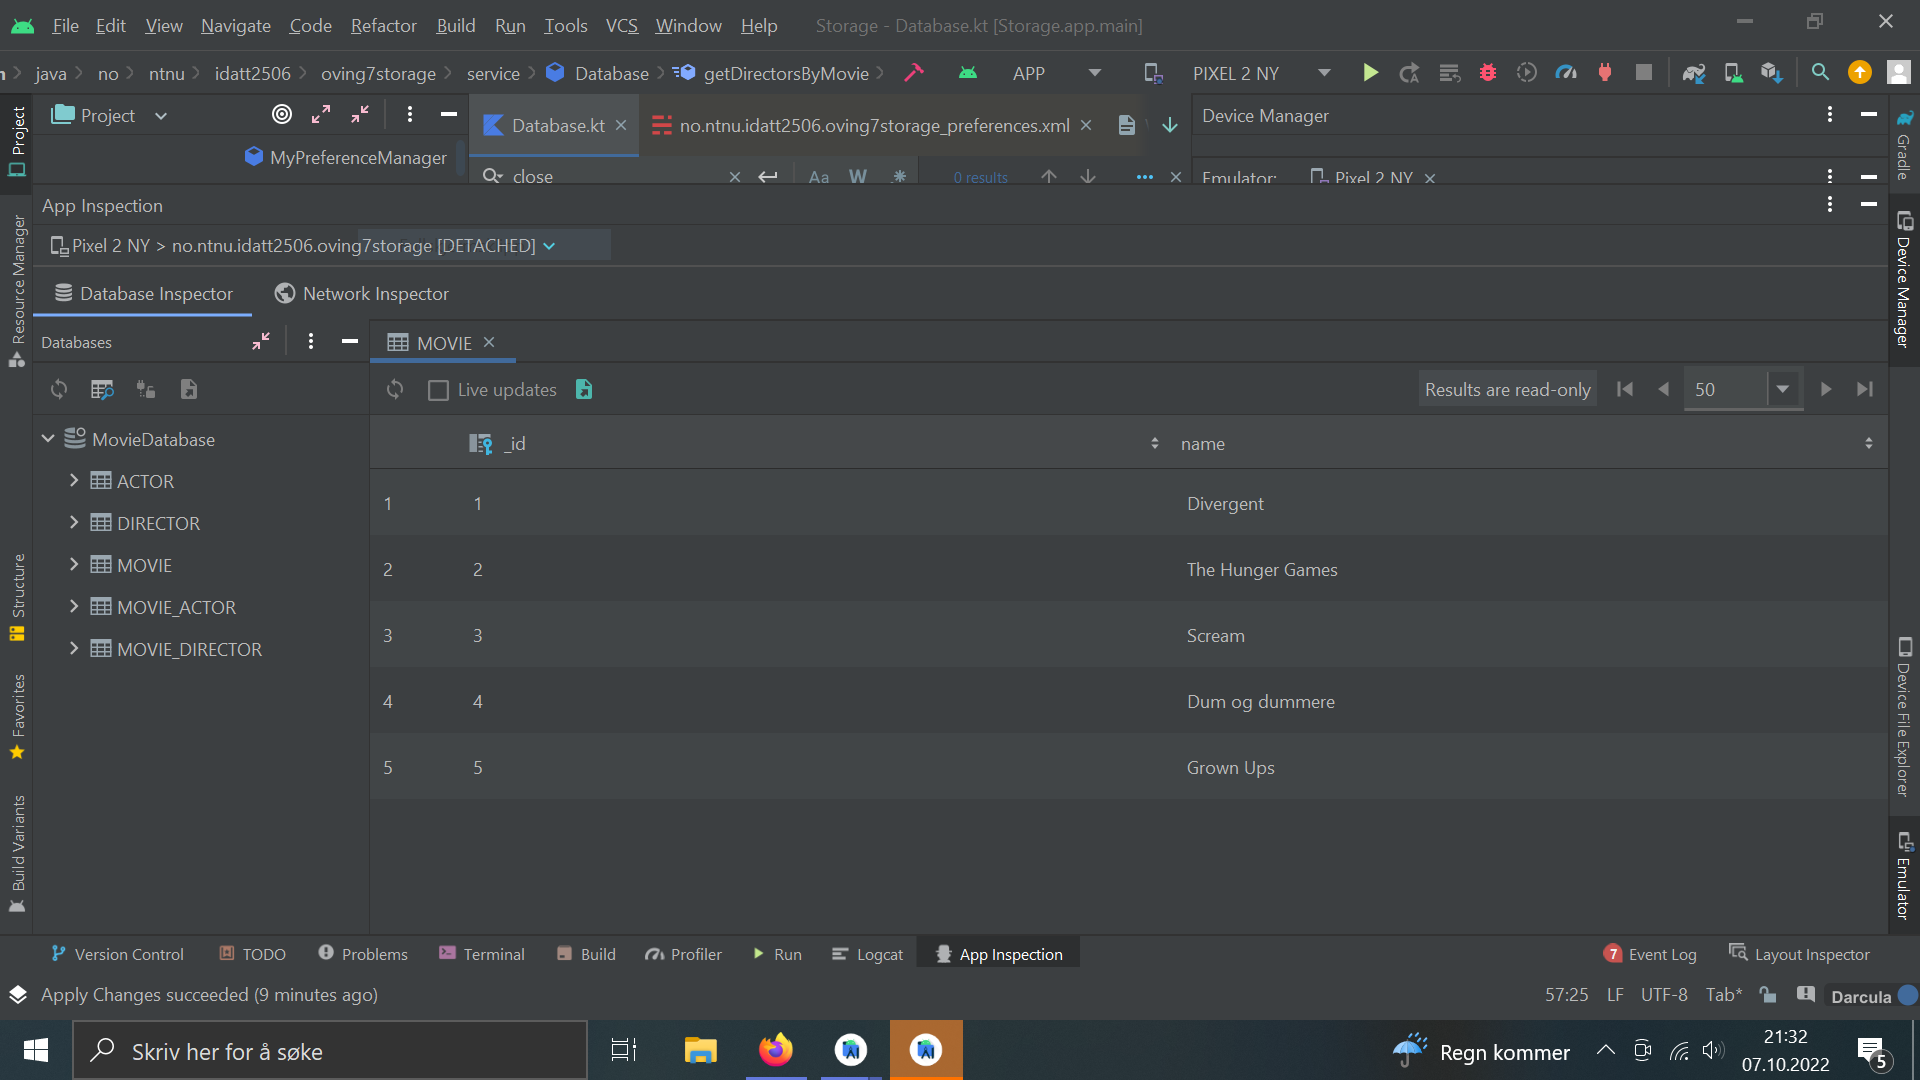 File Edit View Navigate Code Refactor Build Run Tools VCS Window Help Storage - Database.kt [Storage.app.main]
java no ntnu idatt2506 oving7storage service Database getDirectorsByMovie APP PIXEL 2 NY
Project Database.kt no.ntnu.idatt2506.oving7storage_preferences.xml Device Manager
MyPreferenceManager close Aa W 0 results Emulator: Pixel 2 NY
App Inspection
Pixel 2 NY > no.ntnu.idatt2506.oving7storage [DETACHED]
Database Inspector Network Inspector
Databases MOVIE
Live updates Results are read-only 50
MovieDatabase _id name
ACTOR
DIRECTOR
MOVIE
MOVIE_ACTOR
MOVIE_DIRECTOR
1 1 Divergent
2 2 The Hunger Games
3 3 Scream
4 4 Dum og dummere
5 5 Grown Ups
Project
Resource Manager
Structure
Favorites
Build Variants
Gradle
Device Manager
Device File Explorer
Emulator
Version Control TODO Problems Terminal Build Profiler Run Logcat App Inspection 7 Event Log Layout Inspector
Apply Changes succeeded (9 minutes ago) 57:25 LF UTF-8 Tab* Darcula
Skriv her for å søke Regn kommer 21:32
07.10.2022 5